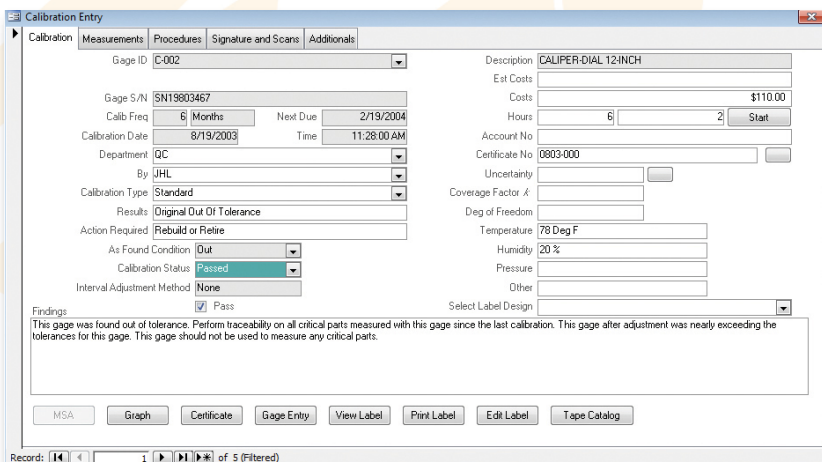 Calibration Entry
Calibration Measurements Procedures Signature and Scans Additionals
Gage ID C-002
Description CALIPER-DIAL 12-INCH
Est Costs
Gage S/N SN19803467
Costs $110.00
Calib Freq 6 Months Next Due 2/19/2004
Hours 6 2 Start
Calibration Date 8/19/2003 Time 11:28:00 AM
Account No
Department QC
Certificate No 0803-000
By JHL
Uncertainty
Calibration Type Standard
Coverage Factor k
Results Original Out Of Tolerance
Deg of Freedom
Action Required Rebuild or Retire
Temperature 78 Deg F
As Found Condition Out
Humidity 20 %
Calibration Status Passed
Pressure
Interval Adjustment Method None
Other
Pass
Select Label Design
Findings
This gage was found out of tolerance. Perform traceability on all critical parts measured with this gage since the last calibration. This gage after adjustment was nearly exceeding the
tolerances for this gage. This gage should not be used to measure any critical parts.
MSA Graph Certificate Gage Entry View Label Print Label Edit Label Tape Catalog
Record: 1 of 5 (Filtered)